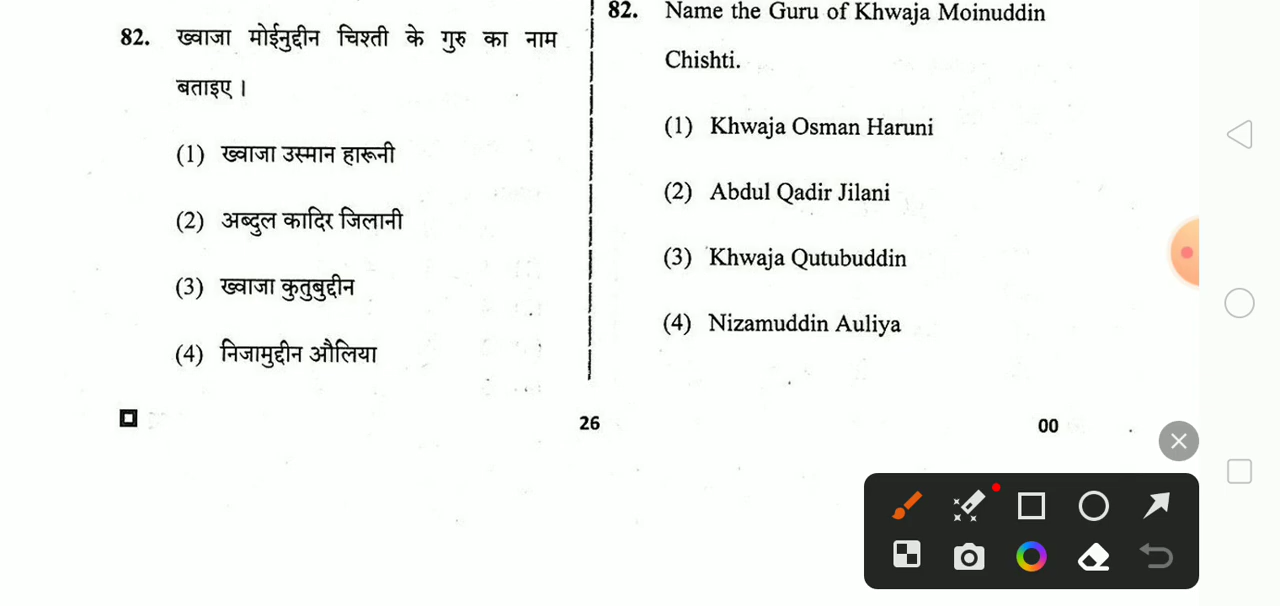 82. ख्वाजा मोईनुद्दीन चिश्ती के गुरु का नाम
बताइए ।
(1) ख्वाजा उस्मान हारूनी
(2) अब्दुल कादिर जिलानी
(3) ख्वाजा कुतुबुद्दीन
(4) निजामुद्दीन औलिया
82. Name the Guru of Khwaja Moinuddin
Chishti.
(1) Khwaja Osman Haruni
(2) Abdul Qadir Jilani
(3) Khwaja Qutubuddin
(4) Nizamuddin Auliya
26
00